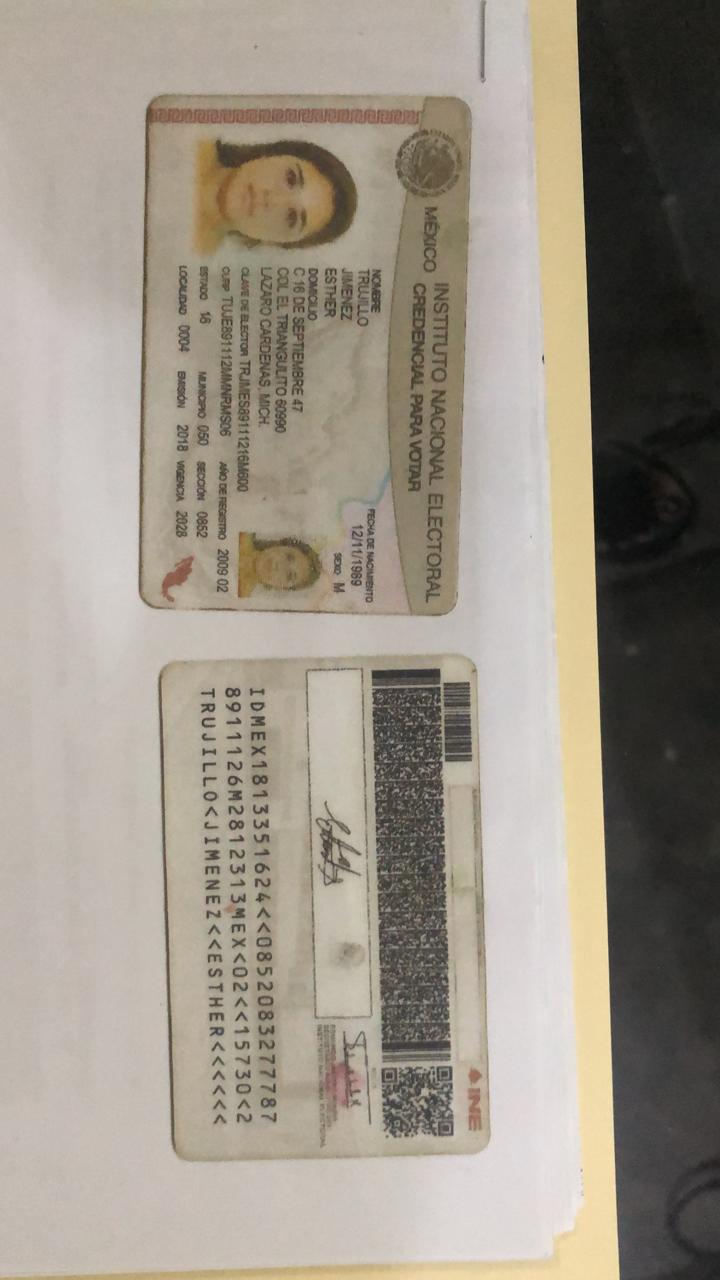 MÉXICO INSTITUTO NACIONAL ELECTORAL
CREDENCIAL PARA VOTAR
NOMBRE
TRUJILLO
JIMENEZ
ESTHER
FECHA DE NACIMIENTO
12/11/1989
SEXO M
DOMICILIO
C 16 DE SEPTIEMBRE 47
COL EL TRIANGULITO 60990
LAZARO CARDENAS, MICH.
CLAVE DE ELECTOR TRJMES89111216M600
CURP TUJE891112MMNRMS06 AÑO DE REGISTRO 2009 02
ESTADO 16 MUNICIPIO 050 SECCIÓN 0852
LOCALIDAD 0004 EMISIÓN 2018 VIGENCIA 2028
INE
IDMEX1813351624<<0852083277787
8911126M2812313MEX<02<<15730<2
TRUJILLO<JIMENEZ<<ESTHER<<<<<<